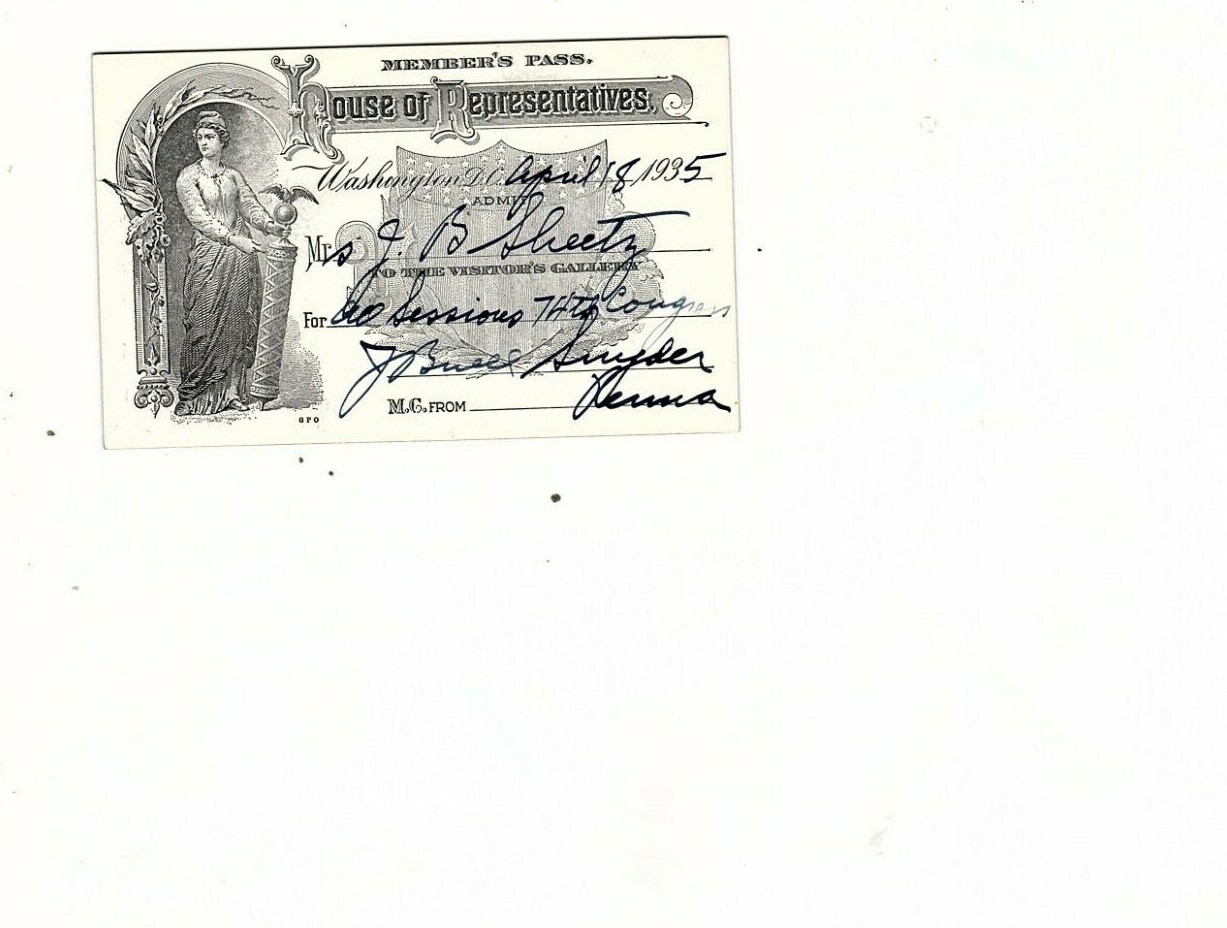 MEMBER'S PASS.
House of Representatives.
Washington D.C. April 18, 1935
ADMIT
Mrs J. B Sheetz
TO THE VISITOR'S GALLERY
For all Sessions 74th Congress
J Buell Snyder
M.C. FROM Penna
GPO